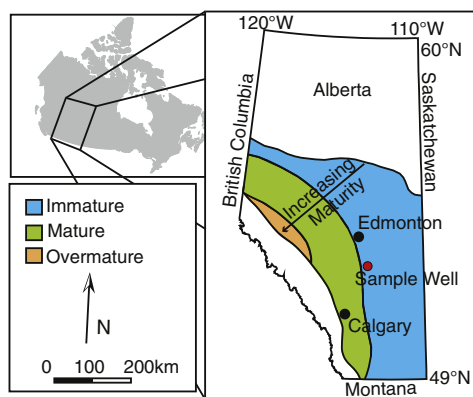 120°W
110°W
60°N
Alberta
British Columbia
Saskatchewan
Increasing
Maturity
Edmonton
Sample Well
Calgary
49°N
Montana
Immature
Mature
Overmature
N
0 100 200km